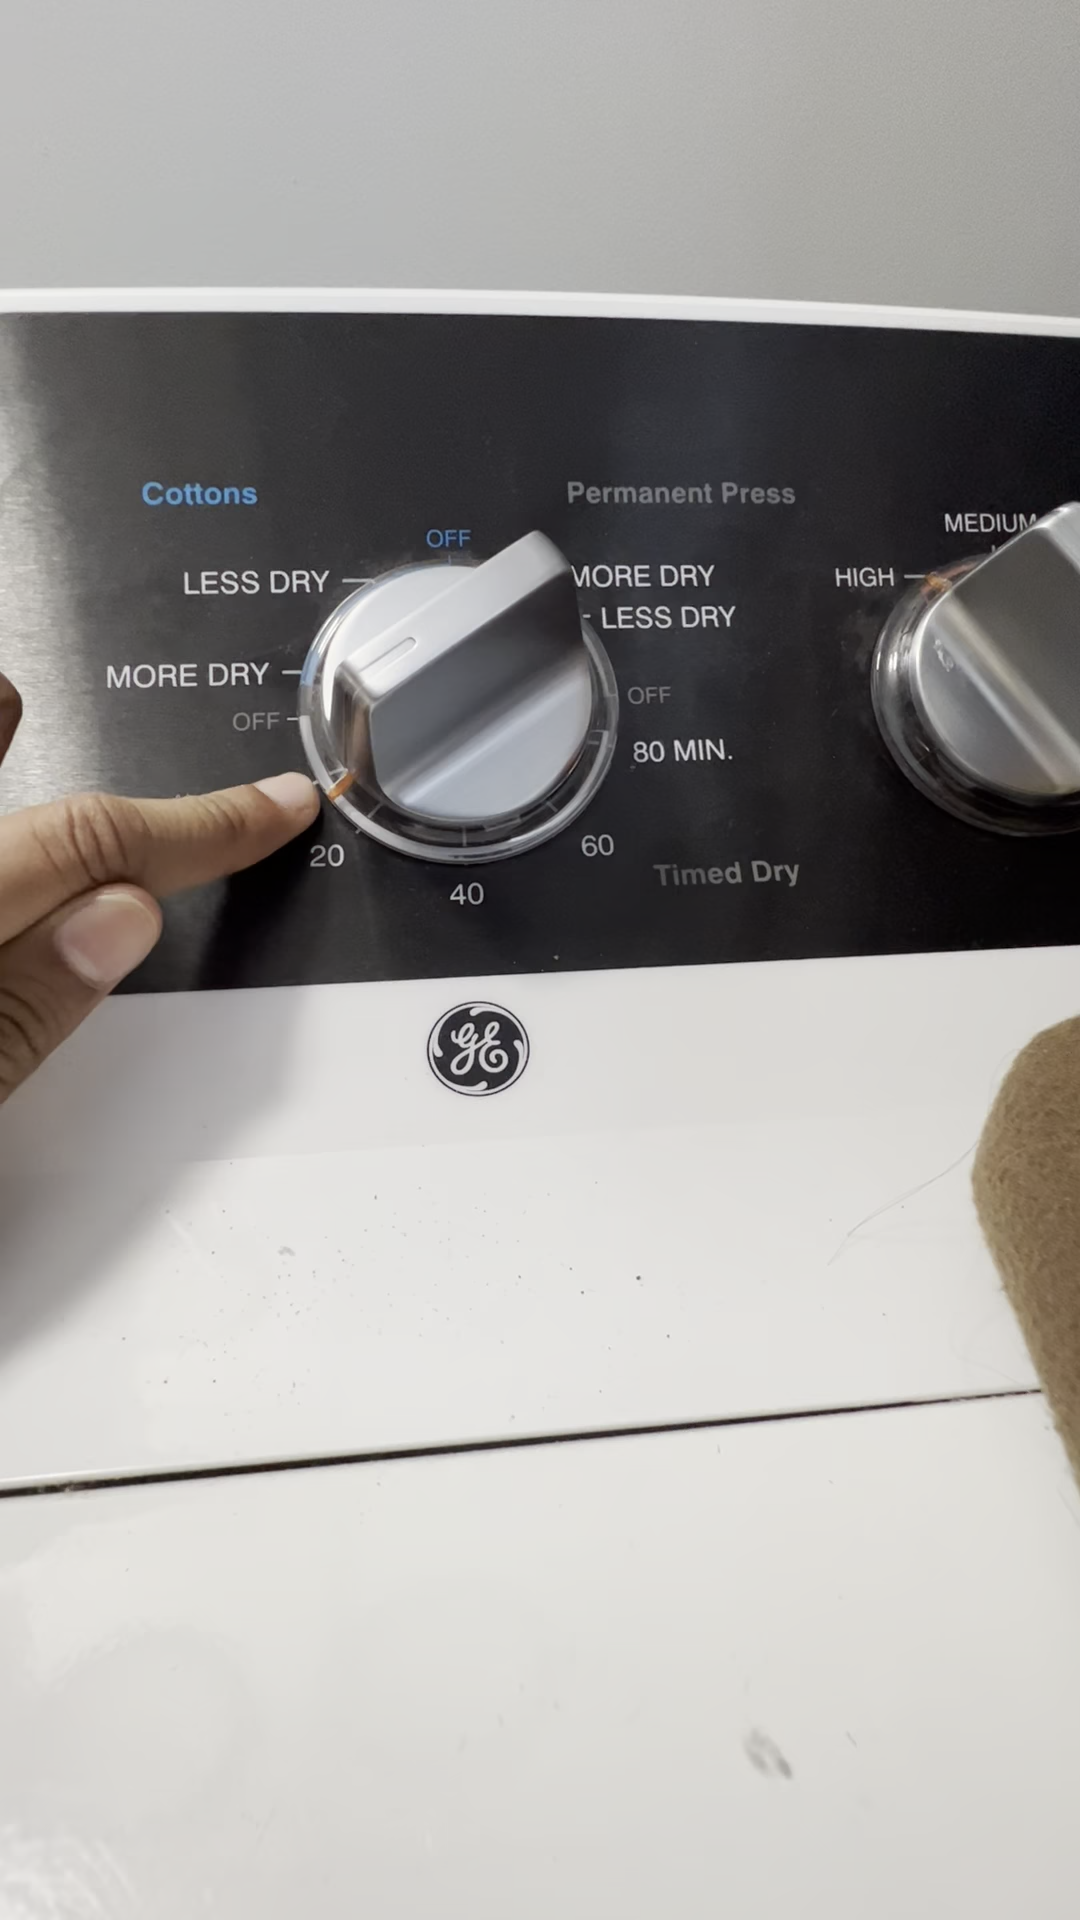 Cottons
Permanent Press
OFF
MEDIUM
LESS DRY
MORE DRY
HIGH
LESS DRY
MORE DRY
OFF
OFF
80 MIN.
20
60
40
Timed Dry
GE